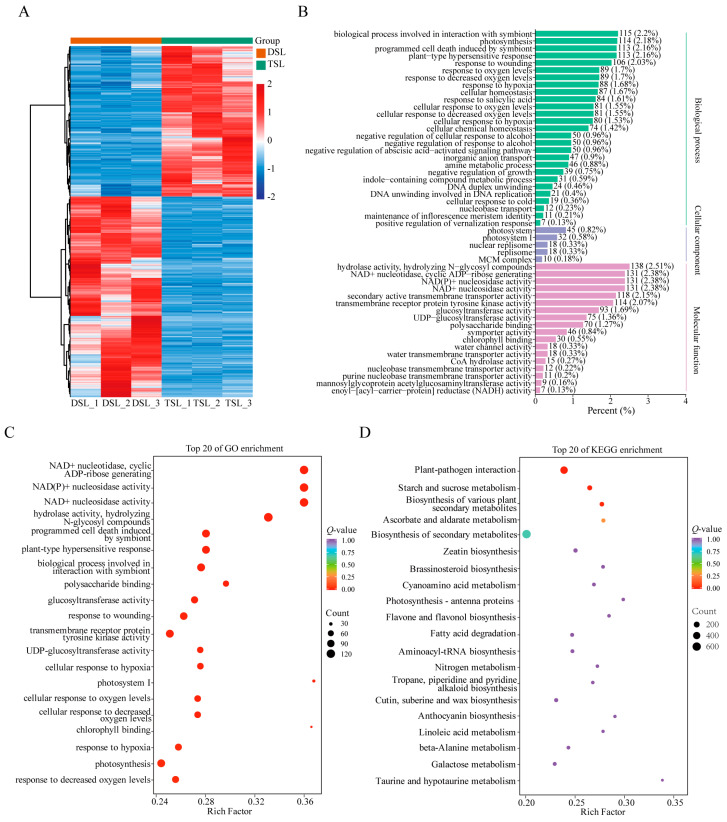 A
Group
DSL
TSL
2
1
0
-1
-2
DSL_1 DSL_2 DSL_3 TSL_1 TSL_2 TSL_3
B
biological process involved in interaction with symbiont 115 (2.2%)
photosynthesis 114 (2.18%)
programmed cell death induced by symbiont 113 (2.16%)
plant−type hypersensitive response 113 (2.16%)
response to wounding 106 (2.03%)
response to oxygen levels 89 (1.7%)
response to decreased oxygen levels 89 (1.7%)
response to hypoxia 88 (1.68%)
cellular homeostasis 87 (1.67%)
response to salicylic acid 84 (1.61%)
cellular response to oxygen levels 81 (1.55%)
cellular response to decreased oxygen levels 81 (1.55%)
cellular response to hypoxia 80 (1.53%)
cellular chemical homeostasis 74 (1.42%)
negative regulation of cellular response to alcohol 50 (0.96%)
negative regulation of response to alcohol 50 (0.96%)
negative regulation of abscisic acid−activated signaling pathway 50 (0.96%)
inorganic anion transport 47 (0.9%)
amine metabolic process 46 (0.88%)
negative regulation of growth 39 (0.75%)
indole−containing compound metabolic process 31 (0.59%)
DNA duplex unwinding 24 (0.46%)
DNA unwinding involved in DNA replication 21 (0.4%)
cellular response to cold 19 (0.36%)
nucleobase transport 12 (0.23%)
maintenance of inflorescence meristem identity 11 (0.21%)
positive regulation of vernalization response 7 (0.13%)
photosystem 45 (0.82%)
photosystem I 32 (0.58%)
nuclear replisome 18 (0.33%)
replisome 18 (0.33%)
MCM complex 10 (0.18%)
hydrolase activity, hydrolyzing N−glycosyl compounds 138 (2.51%)
NAD+ nucleotidase, cyclic ADP−ribose generating 131 (2.38%)
NAD(P)+ nucleosidase activity 131 (2.38%)
NAD+ nucleosidase activity 131 (2.38%)
secondary active transmembrane transporter activity 118 (2.15%)
transmembrane receptor protein tyrosine kinase activity 114 (2.07%)
glucosyltransferase activity 93 (1.69%)
UDP−glucosyltransferase activity 75 (1.36%)
polysaccharide binding 70 (1.27%)
symporter activity 46 (0.84%)
chlorophyll binding 30 (0.55%)
water channel activity 18 (0.33%)
water transmembrane transporter activity 18 (0.33%)
CoA hydrolase activity 15 (0.27%)
nucleobase transmembrane transporter activity 12 (0.22%)
purine nucleobase transmembrane transporter activity 11 (0.2%)
mannosylglycoprotein acetylglucosaminyltransferase activity 9 (0.16%)
enoyl−[acyl−carrier−protein] reductase (NADH) activity 7 (0.13%)
0 1 2 3 4
Percent (%)
Biological process
Cellular component
Molecular function
C
Top 20 of GO enrichment
NAD+ nucleotidase, cyclic
ADP-ribose generating
NAD(P)+ nucleosidase activity
NAD+ nucleosidase activity
hydrolase activity, hydrolyzing
N-glycosyl compounds
programmed cell death induced
by symbiont
plant-type hypersensitive response
biological process involved in
interaction with symbiont
polysaccharide binding
glucosyltransferase activity
response to wounding
transmembrane receptor protein
tyrosine kinase activity
UDP-glucosyltransferase activity
cellular response to hypoxia
photosystem I
cellular response to oxygen levels
cellular response to decreased
oxygen levels
chlorophyll binding
response to hypoxia
photosynthesis
response to decreased oxygen levels
0.24 0.28 0.32 0.36
Rich Factor
Q-value
1.00
0.75
0.50
0.25
0.00
Count
30
60
90
120
D
Top 20 of KEGG enrichment
Plant-pathogen interaction
Starch and sucrose metabolism
Biosynthesis of various plant
secondary metabolites
Ascorbate and aldarate metabolism
Biosynthesis of secondary metabolites
Zeatin biosynthesis
Brassinosteroid biosynthesis
Cyanoamino acid metabolism
Photosynthesis - antenna proteins
Flavone and flavonol biosynthesis
Fatty acid degradation
Aminoacyl-tRNA biosynthesis
Nitrogen metabolism
Tropane, piperidine and pyridine
alkaloid biosynthesis
Cutin, suberine and wax biosynthesis
Anthocyanin biosynthesis
Linoleic acid metabolism
beta-Alanine metabolism
Galactose metabolism
Taurine and hypotaurine metabolism
0.20 0.25 0.30 0.35
Rich Factor
Q-value
1.00
0.75
0.50
0.25
0.00
Count
200
400
600